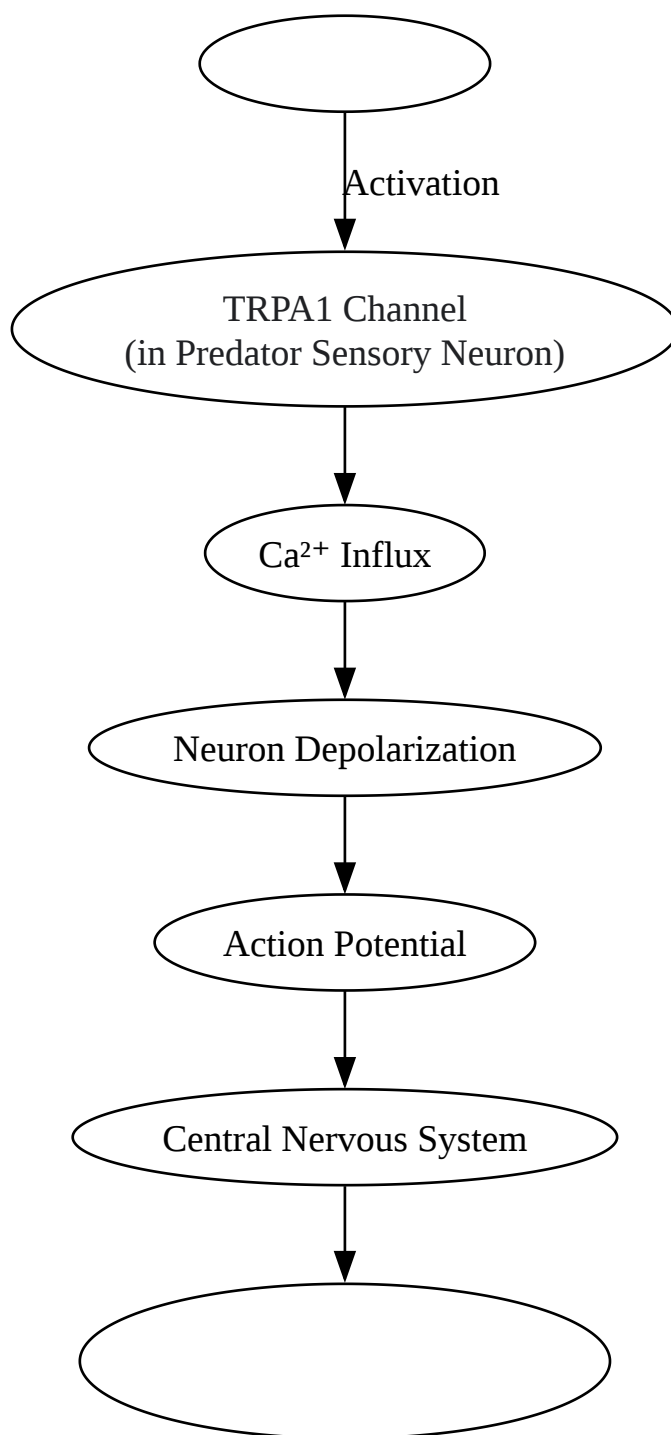 Activation
TRPA1 Channel
(in Predator Sensory Neuron)
Ca²⁺ Influx
Neuron Depolarization
Action Potential
Central Nervous System